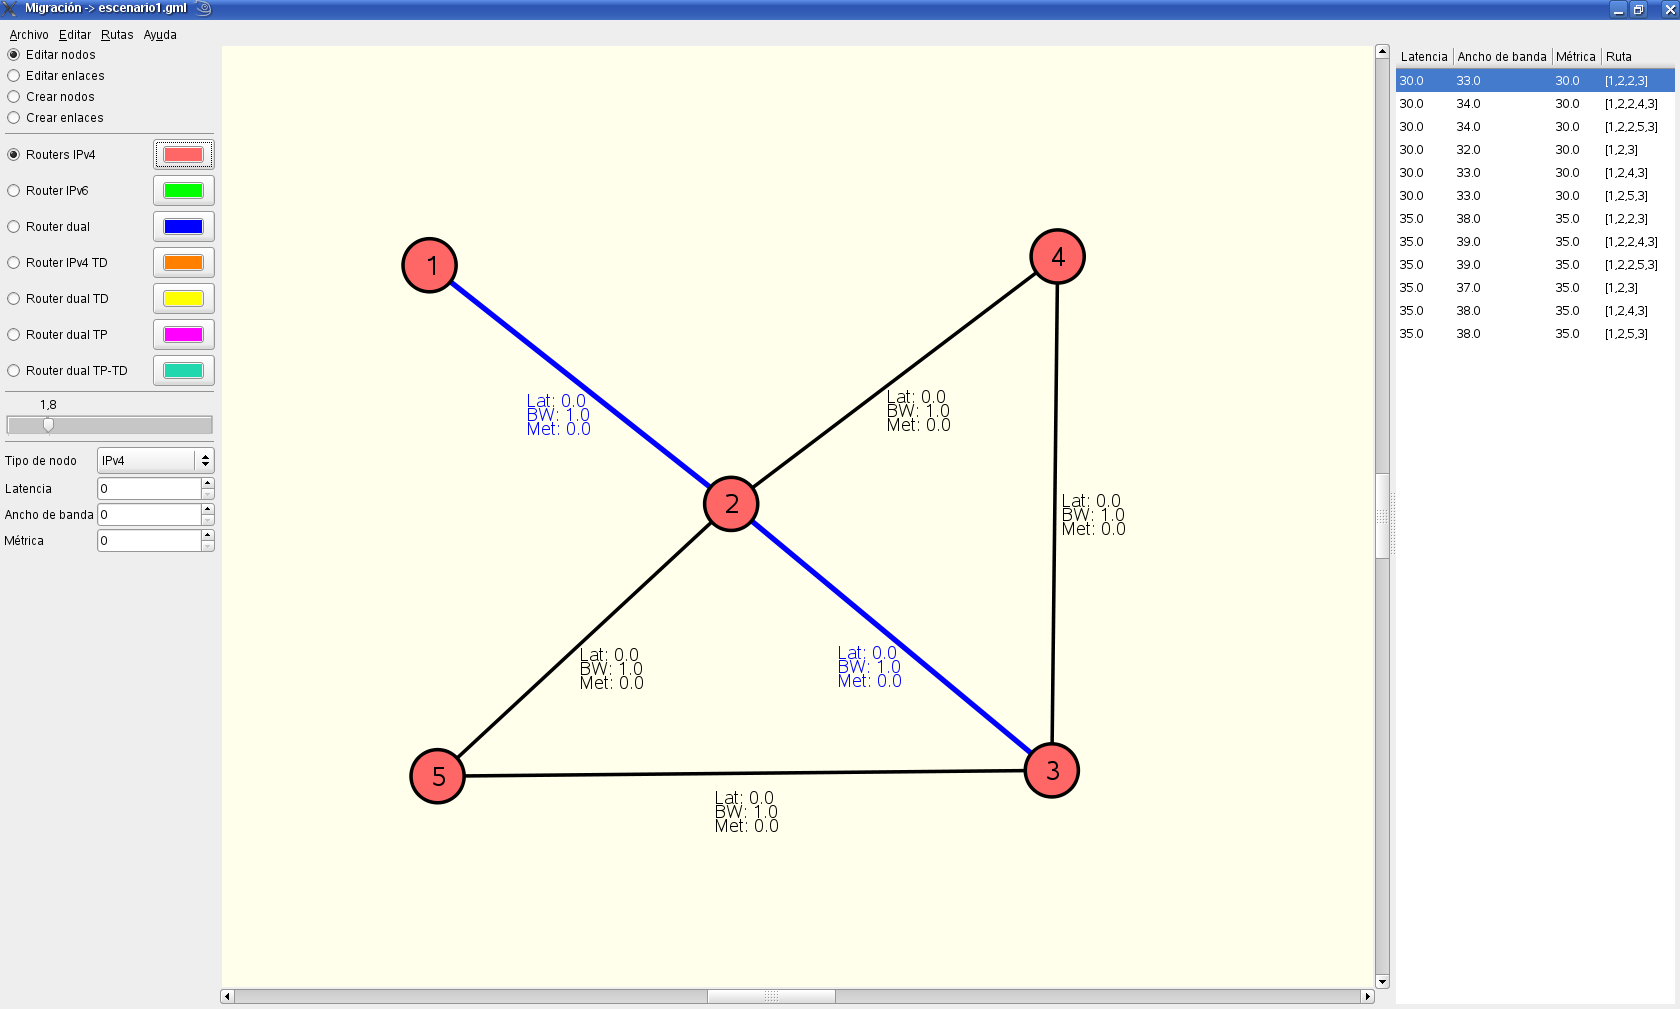 Migración -> escenario1.gml
Archivo Editar Rutas Ayuda
Editar nodos
Editar enlaces
Crear nodos
Crear enlaces
Routers IPv4
Router IPv6
Router dual
Router IPv4 TD
Router dual TD
Router dual TP
Router dual TP-TD
1,8
Tipo de nodo IPv4
Latencia 0
Ancho de banda 0
Métrica 0
1
4
Lat: 0.0
BW: 1.0
Met: 0.0
Lat: 0.0
BW: 1.0
Met: 0.0
2
Lat: 0.0
BW: 1.0
Met: 0.0
Lat: 0.0
BW: 1.0
Met: 0.0
Lat: 0.0
BW: 1.0
Met: 0.0
5
3
Lat: 0.0
BW: 1.0
Met: 0.0
Latencia Ancho de banda Métrica Ruta
30.0 33.0 30.0 [1,2,2,3]
30.0 34.0 30.0 [1,2,2,4,3]
30.0 34.0 30.0 [1,2,2,5,3]
30.0 32.0 30.0 [1,2,3]
30.0 33.0 30.0 [1,2,4,3]
30.0 33.0 30.0 [1,2,5,3]
35.0 38.0 35.0 [1,2,2,3]
35.0 39.0 35.0 [1,2,2,4,3]
35.0 39.0 35.0 [1,2,2,5,3]
35.0 37.0 35.0 [1,2,3]
35.0 38.0 35.0 [1,2,4,3]
35.0 38.0 35.0 [1,2,5,3]